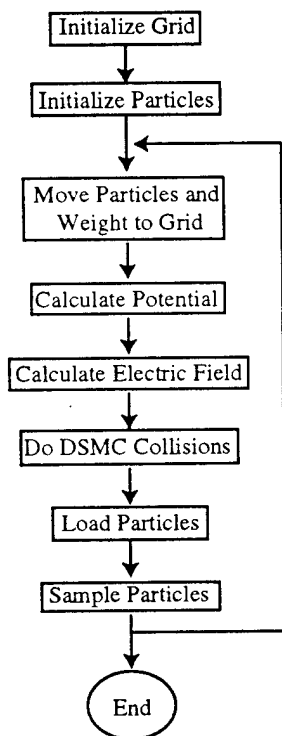 Initialize Grid
Initialize Particles
Move Particles and
Weight to Grid
Calculate Potential
Calculate Electric Field
Do DSMC Collisions
Load Particles
Sample Particles
End